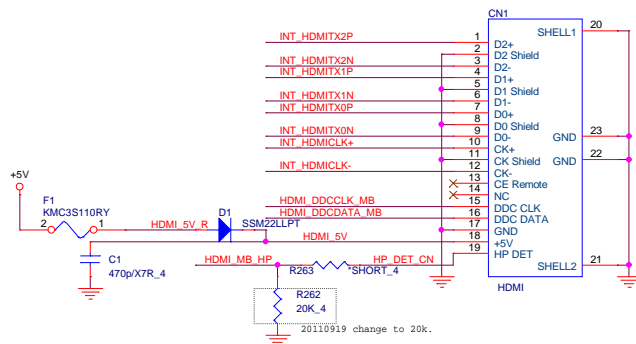 CN1
20
SHELL1
INT_HDMITX2P 1 D2+
2 D2 Shield
INT_HDMITX2N 3 D2-
INT_HDMITX1P 4 D1+
5 D1 Shield
INT_HDMITX1N 6 D1-
INT_HDMITX0P 7 D0+
8 D0 Shield
INT_HDMITX0N 9 D0- GND 23
INT_HDMICLK+ 10 CK+
11 CK Shield GND 22
INT_HDMICLK- 12 CK-
13 CE Remote
14 NC
HDMI_DDCCLK_MB 15 DDC CLK
HDMI_DDCDATA_MB 16 DDC DATA
17 GND
HDMI_5V 18 +5V
19 HP DET
SHELL2 21
HDMI
+5V
F1
KMC3S110RY
2 1
HDMI_5V_R
D1
SSM22LLPT
C1
470p/X7R_4
HDMI_MB_HP
R263 *SHORT_4
HP_DET_CN
R262
20K_4
20110919 change to 20k.